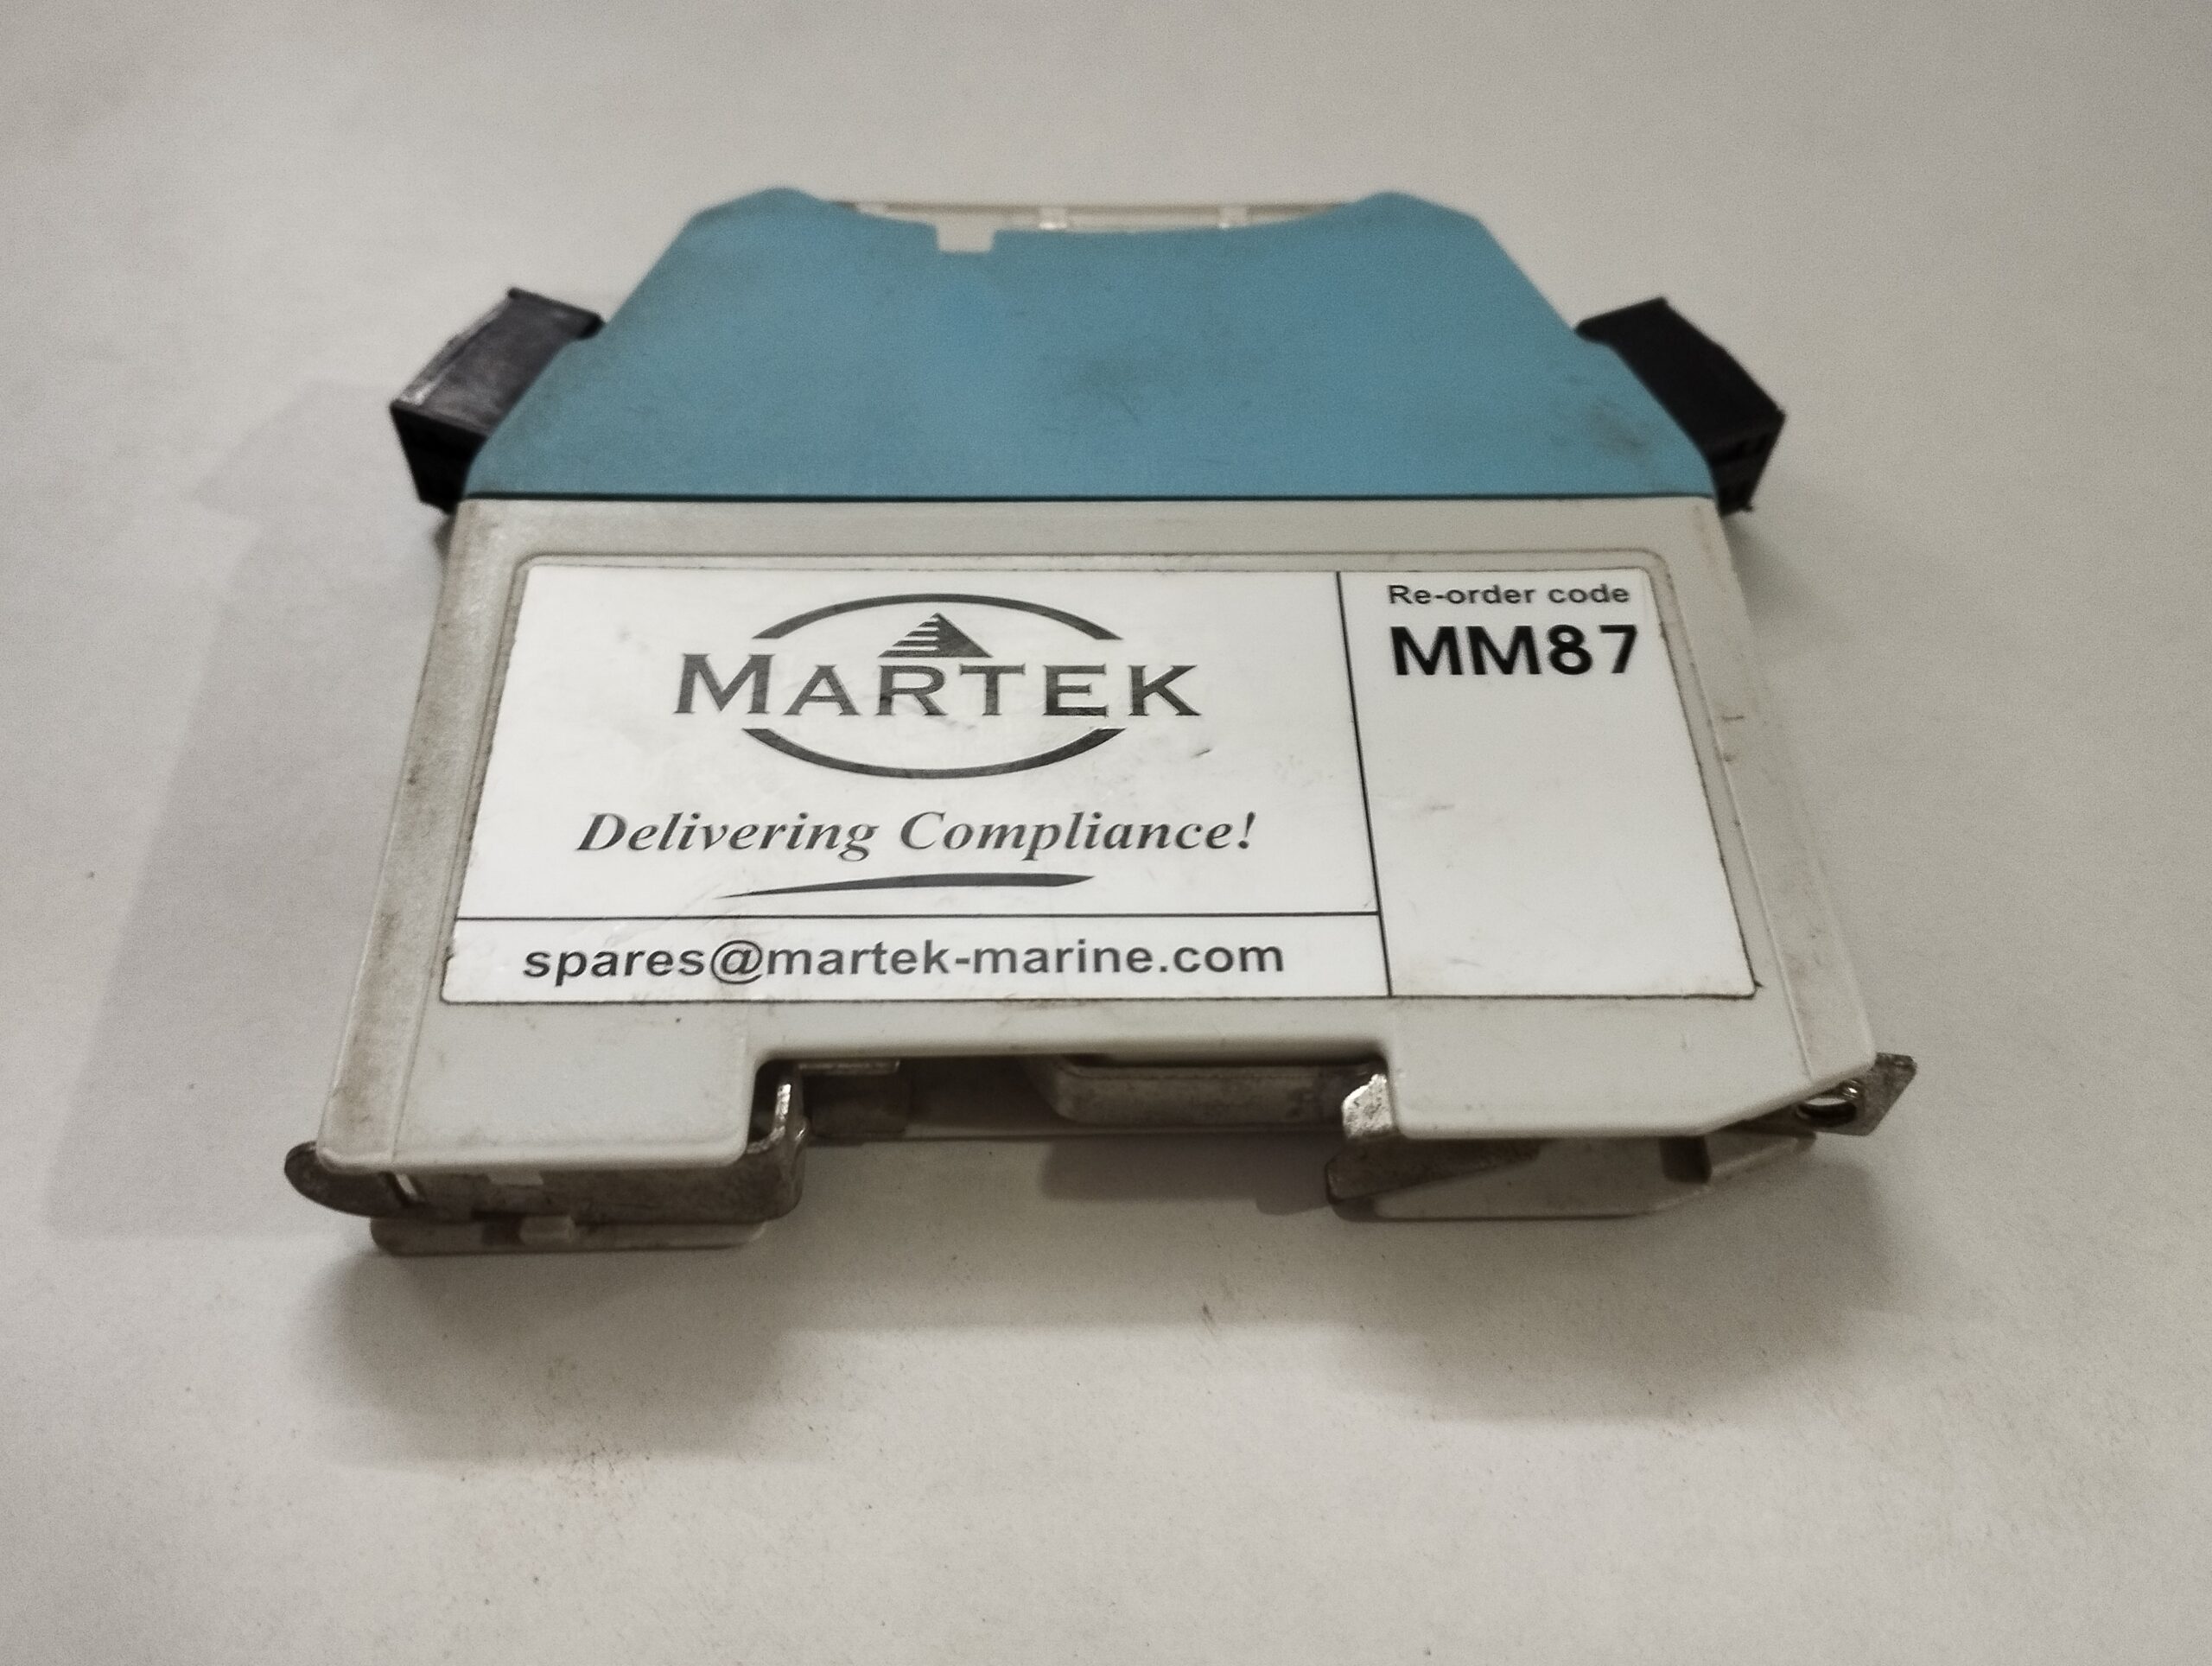 MARTEK
Delivering Compliance!
spares@martek-marine.com
Re-order code
MM87